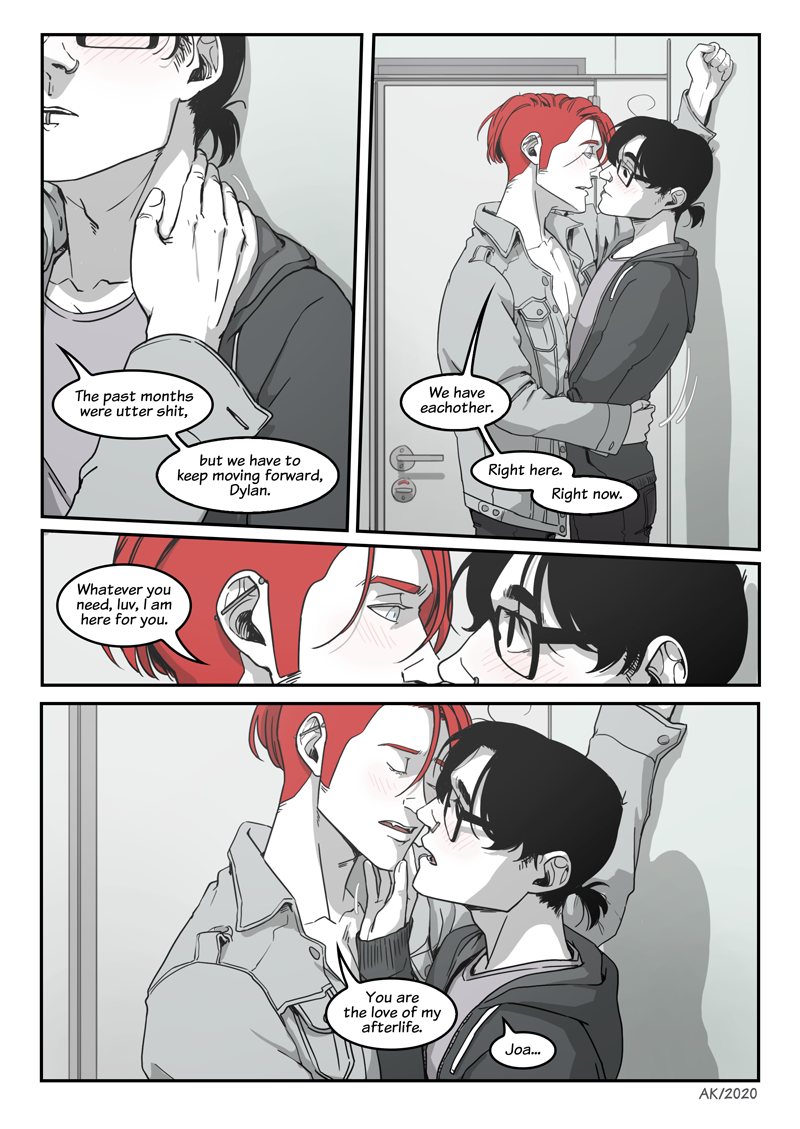 The past months
were utter shit,
but we have to
keep moving forward,
Dylan.
We have
eachother.
Right here.
Right now.
Whatever you
need, luv, I am
here for you.
You are
the love of my
afterlife.
Joa...
AK/2020